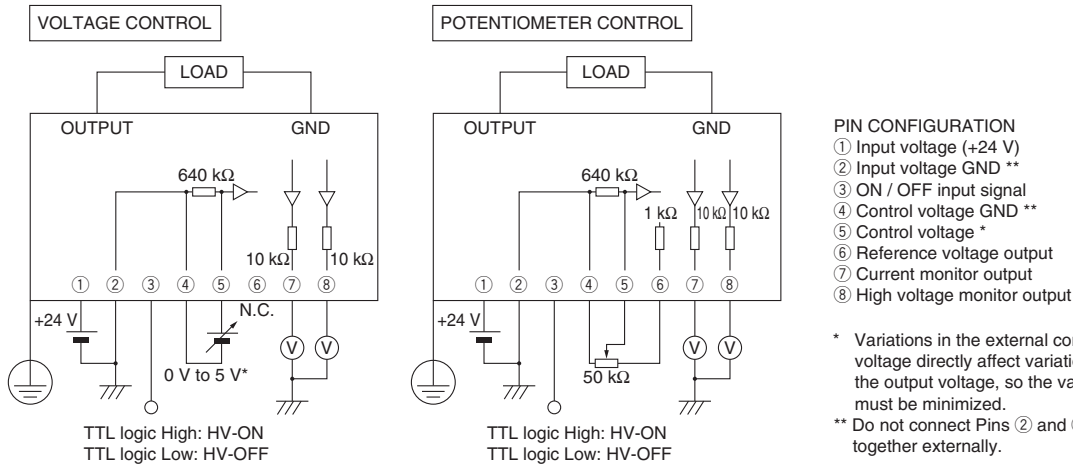 VOLTAGE CONTROL
LOAD
OUTPUT GND
640 kΩ
10 kΩ 10 kΩ
① ② ③ ④ ⑤ ⑥ ⑦ ⑧
N.C.
+24 V
V V
0 V to 5 V*
TTL logic High: HV-ON
TTL logic Low: HV-OFF
POTENTIOMETER CONTROL
LOAD
OUTPUT GND
640 kΩ
1 kΩ 10 kΩ 10 kΩ
① ② ③ ④ ⑤ ⑥ ⑦ ⑧
+24 V
V V
50 kΩ
TTL logic High: HV-ON
TTL logic Low: HV-OFF
PIN CONFIGURATION
① Input voltage (+24 V)
② Input voltage GND **
③ ON / OFF input signal
④ Control voltage GND **
⑤ Control voltage *
⑥ Reference voltage output
⑦ Current monitor output
⑧ High voltage monitor output
* Variations in the external
voltage directly affect
the output voltage, so the
must be minimized.
** Do not connect Pins ② and
together externally.